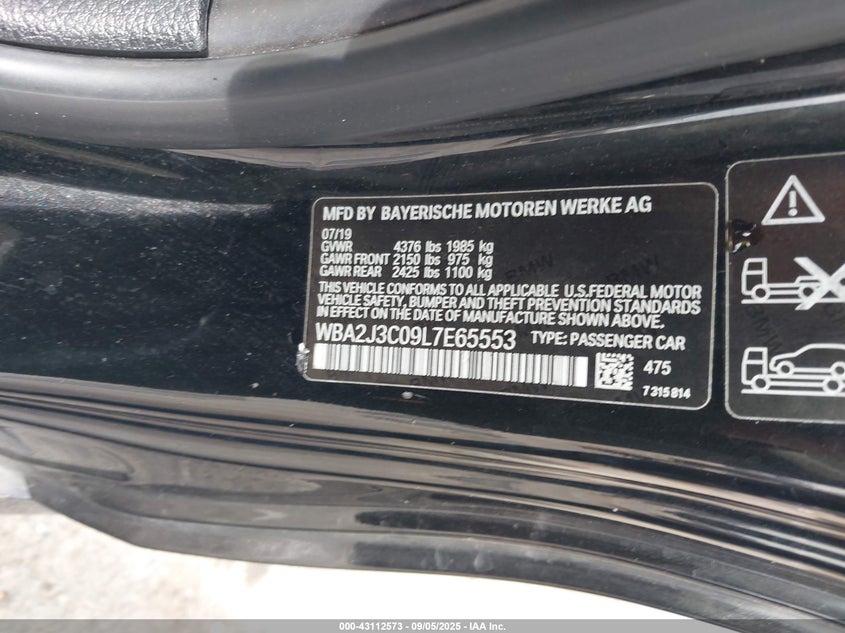 MFD BY BAYERISCHE MOTOREN WERKE AG
07/19
GVWR 4376 lbs 1985 kg
GAWR FRONT 2150 lbs 975 kg
GAWR REAR 2425 lbs 1100 kg
THIS VEHICLE CONFORMS TO ALL APPLICABLE U.S.FEDERAL MOTOR
VEHICLE SAFETY, BUMPER AND THEFT PREVENTION STANDARDS
IN EFFECT ON THE DATE OF MANUFACTURE SHOWN ABOVE.
WBA2J3C09L7E65553 TYPE: PASSENGER CAR
475
7315814
000-43112573 - 09/05/2025 - IAA Inc.